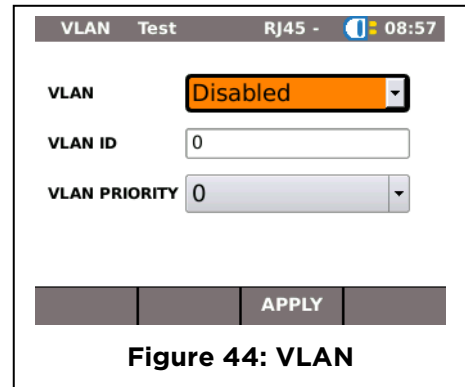 VLAN Test RJ45 - 08:57
VLAN Disabled
VLAN ID 0
VLAN PRIORITY 0
APPLY
Figure 44: VLAN